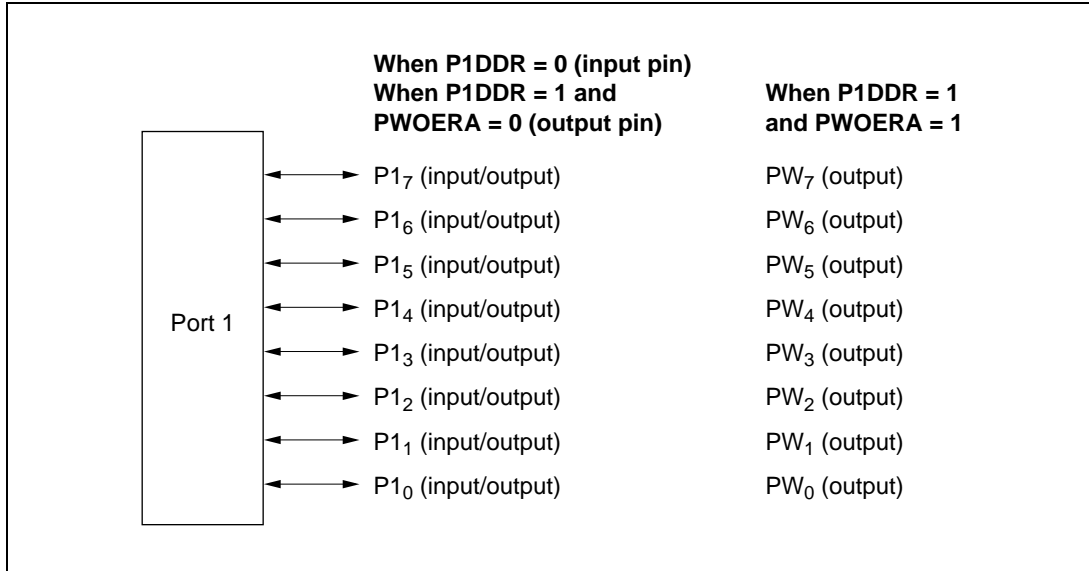 When P1DDR = 0 (input pin)
When P1DDR = 1 and
PWOERA = 0 (output pin)
When P1DDR = 1
and PWOERA = 1
Port 1
P1₇ (input/output) PW₇ (output)
P1₆ (input/output) PW₆ (output)
P1₅ (input/output) PW₅ (output)
P1₄ (input/output) PW₄ (output)
P1₃ (input/output) PW₃ (output)
P1₂ (input/output) PW₂ (output)
P1₁ (input/output) PW₁ (output)
P1₀ (input/output) PW₀ (output)